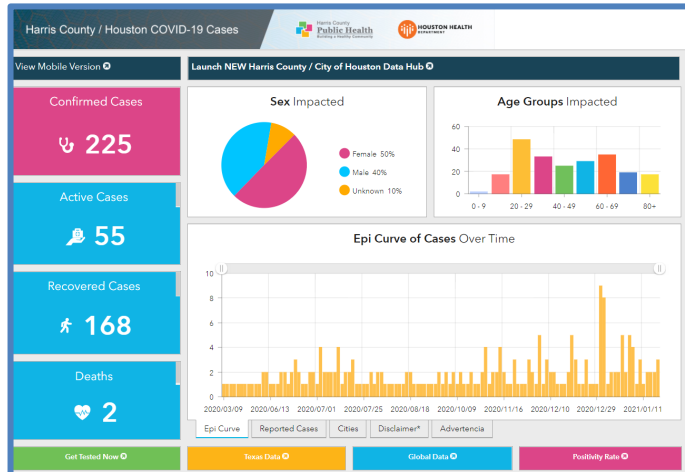 Harris County / Houston COVID-19 Cases
Harris County
Public Health
Building a Healthy Community
HOUSTON HEALTH
DEPARTMENT
View Mobile Version
Launch NEW Harris County / City of Houston Data Hub
Confirmed Cases
225
Active Cases
55
Recovered Cases
168
Deaths
2
Sex Impacted
Female 50%
Male 40%
Unknown 10%
Age Groups Impacted
60
40
20
0
0 - 9 20 - 29 40 - 49 60 - 69 80+
Epi Curve of Cases Over Time
10
8
6
4
2
0
2020/03/09 2020/06/13 2020/07/01 2020/07/25 2020/08/18 2020/10/09 2020/11/16 2020/12/10 2020/12/29 2021/01/11
Epi Curve Reported Cases Cities Disclaimer* Advertencia
Get Tested Now Texas Data Global Data Positivity Rate